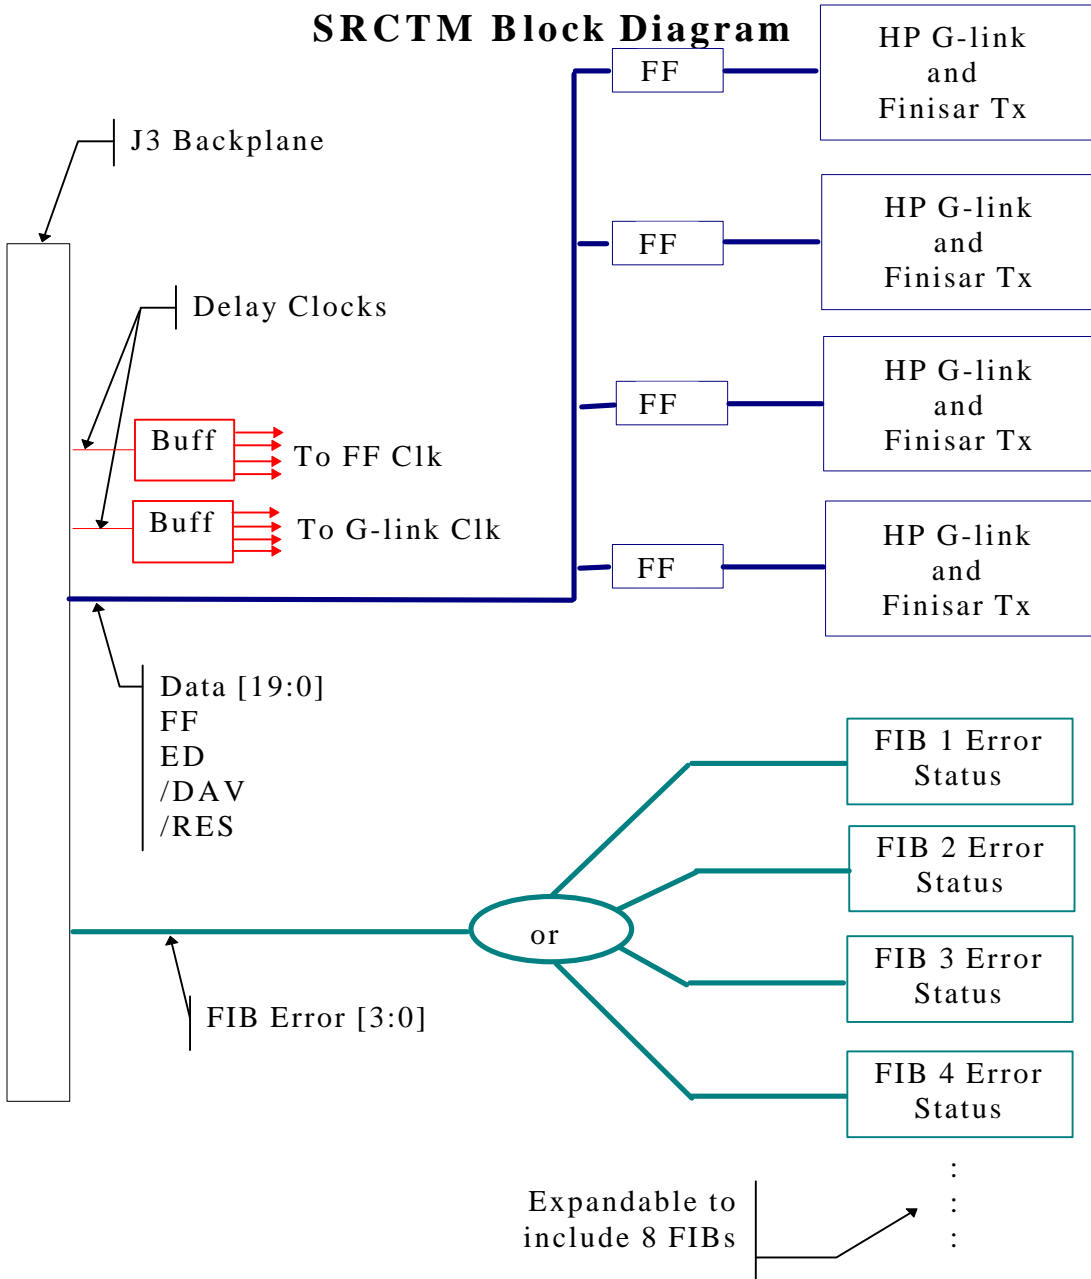 SRCTM Block Diagram
FF
HP G-link
and
Finisar Tx
J3 Backplane
FF
HP G-link
and
Finisar Tx
Delay Clocks
FF
HP G-link
and
Finisar Tx
Buff
To FF Clk
Buff
To G-link Clk
FF
HP G-link
and
Finisar Tx
Data [19:0]
FF
ED
/DAV
/RES
FIB 1 Error
Status
FIB 2 Error
Status
or
FIB 3 Error
Status
FIB Error [3:0]
FIB 4 Error
Status
:
:
:
Expandable to
include 8 FIBs